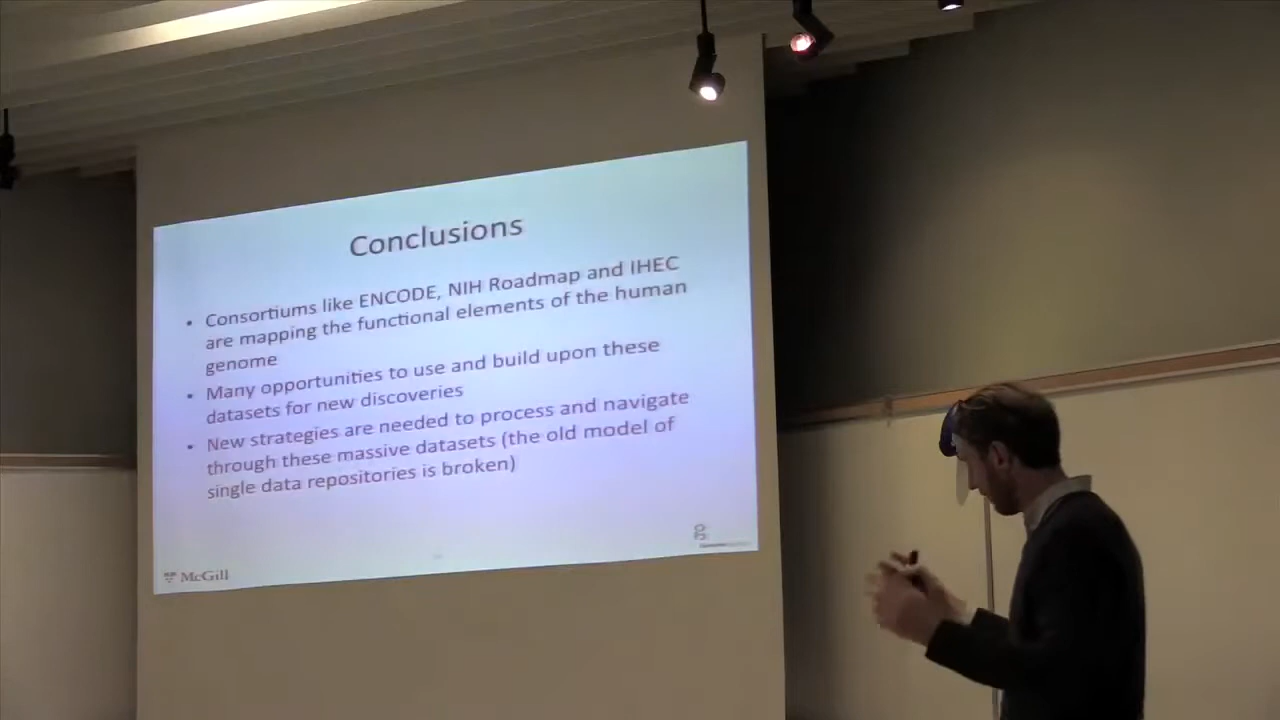 Conclusions
• Consortiums like ENCODE, NIH Roadmap and IHEC
are mapping the functional elements of the human
genome
• Many opportunities to use and build upon these
datasets for new discoveries
• New strategies are needed to process and navigate
through these massive datasets (the old model of
single data repositories is broken)
McGill